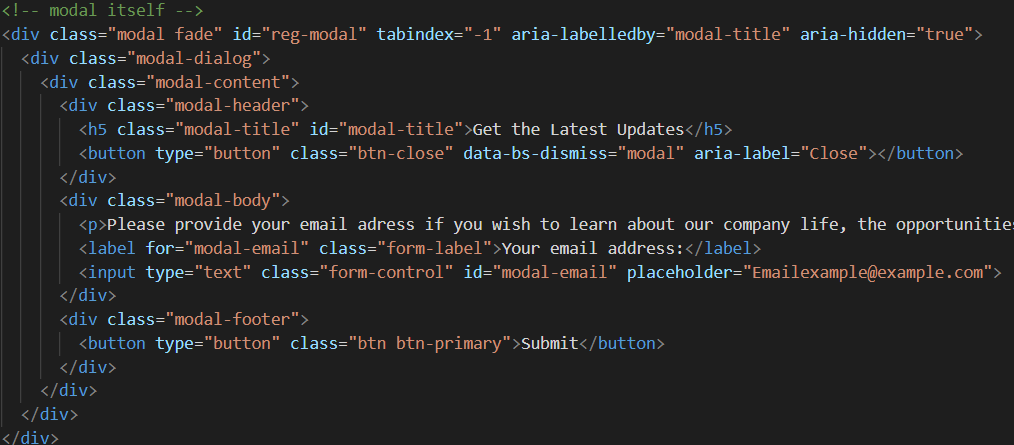 <!-- modal itself -->
<div class="modal fade" id="reg-modal" tabindex="-1" aria-labelledby="modal-title" aria-hidden="true">
<div class="modal-dialog">
<div class="modal-content">
<div class="modal-header">
<h5 class="modal-title" id="modal-title">Get the Latest Updates</h5>
<button type="button" class="btn-close" data-bs-dismiss="modal" aria-label="Close"></button>
</div>
<div class="modal-body">
<p>Please provide your email adress if you wish to learn about our company life, the opportunities
<label for="modal-email" class="form-label">Your email address:</label>
<input type="text" class="form-control" id="modal-email" placeholder="Emailexample@example.com">
</div>
<div class="modal-footer">
<button type="button" class="btn btn-primary">Submit</button>
</div>
</div>
</div>
</div>